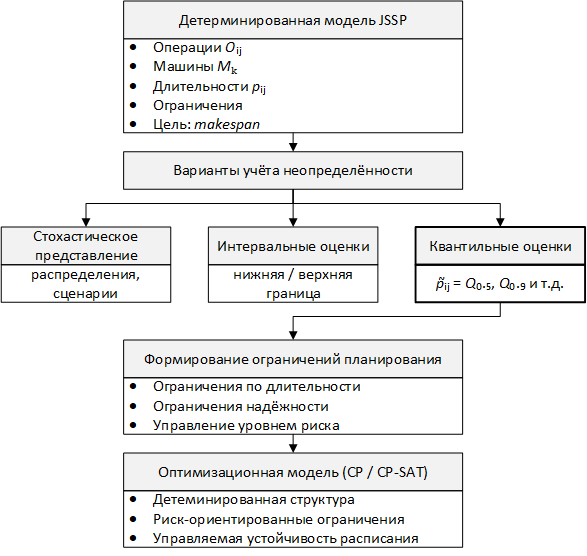 Детерминированная модель JSSP
● Операции Oij
● Машины Mk
● Длительности pij
● Ограничения
● Цель: makespan
Варианты учёта неопределённости
Стохастическое
представление
распределения,
сценарии
Интервальные оценки
нижняя / верхняя
граница
Квантильные оценки
p̃ij = Q0.5, Q0.9 и т.д.
Формирование ограничений планирования
● Ограничения по длительности
● Ограничения надёжности
● Управление уровнем риска
Оптимизационная модель (CP / CP-SAT)
● Детеминированная структура
● Риск-ориентированные ограничения
● Управляемая устойчивость расписания